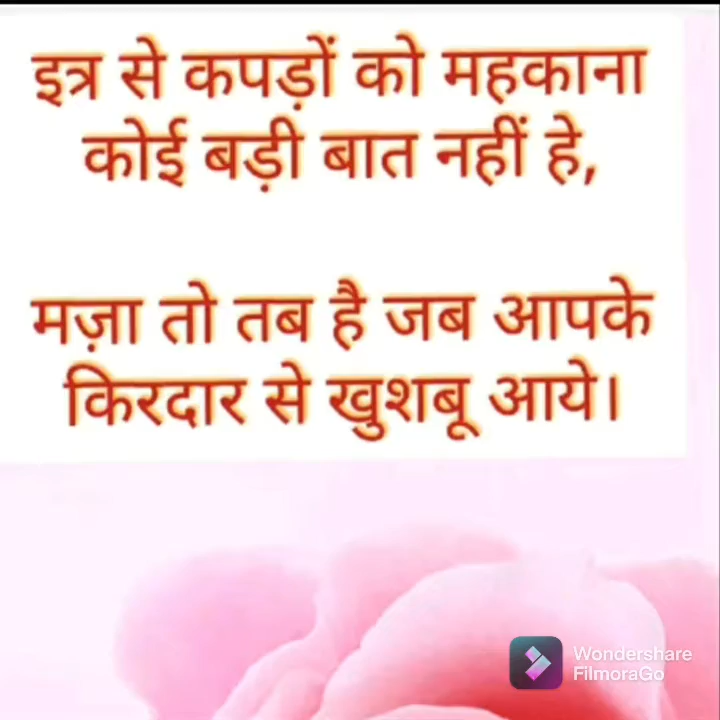 इत्र से कपड़ों को महकाना
कोई बड़ी बात नहीं हे,
मज़ा तो तब है जब आपके
किरदार से खुशबू आये।
Wondershare
FilmoraGo